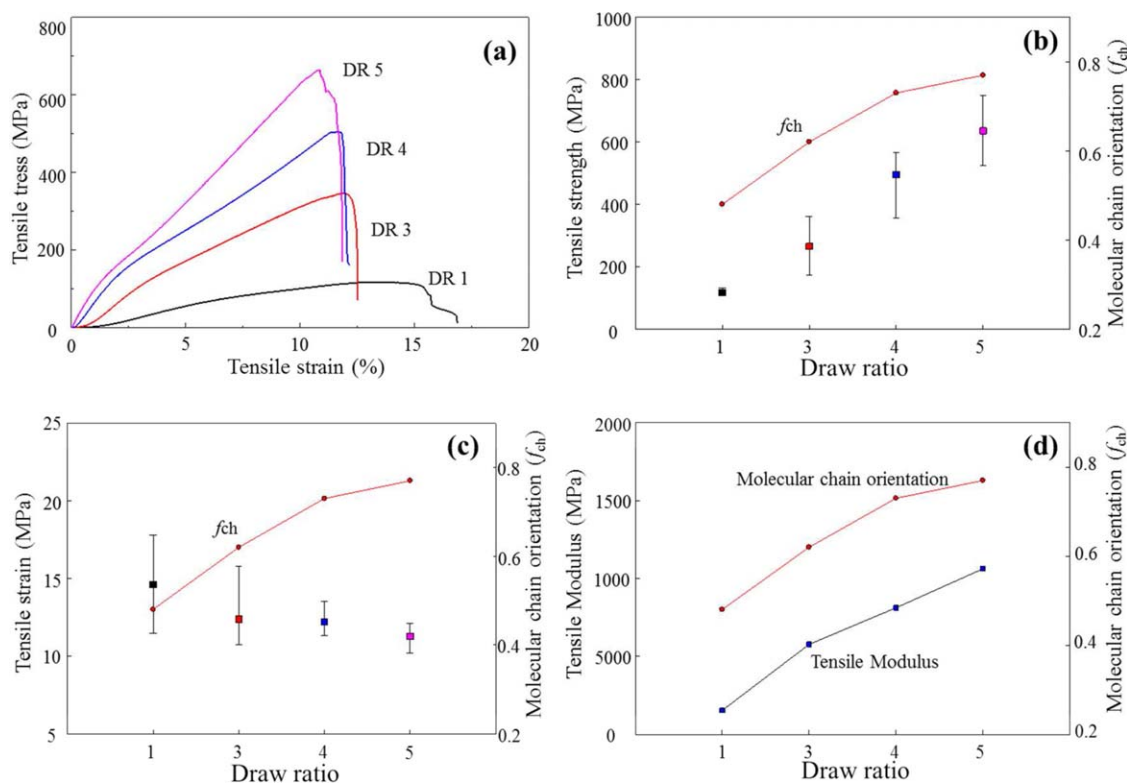 (a)
800
600
400
200
0
Tensile tress (MPa)
DR 5
DR 4
DR 3
DR 1
0 5 10 15 20
Tensile strain (%)
(b)
1000
800
600
400
200
0
Tensile strength (MPa)
fch
0.8
0.6
0.4
0.2
Molecular chain orientation (fch)
1 3 4 5
Draw ratio
(c)
25
20
15
10
5
Tensile strain (MPa)
fch
0.8
0.6
0.4
0.2
Molecular chain orientation (fch)
1 3 4 5
Draw ratio
(d)
2000
1500
1000
5000
0
Tensile Modulus (MPa)
Molecular chain orientation
Tensile Modulus
0.8
0.6
0.4
0.2
Molecular chain orientation (fch)
1 3 4 5
Draw ratio